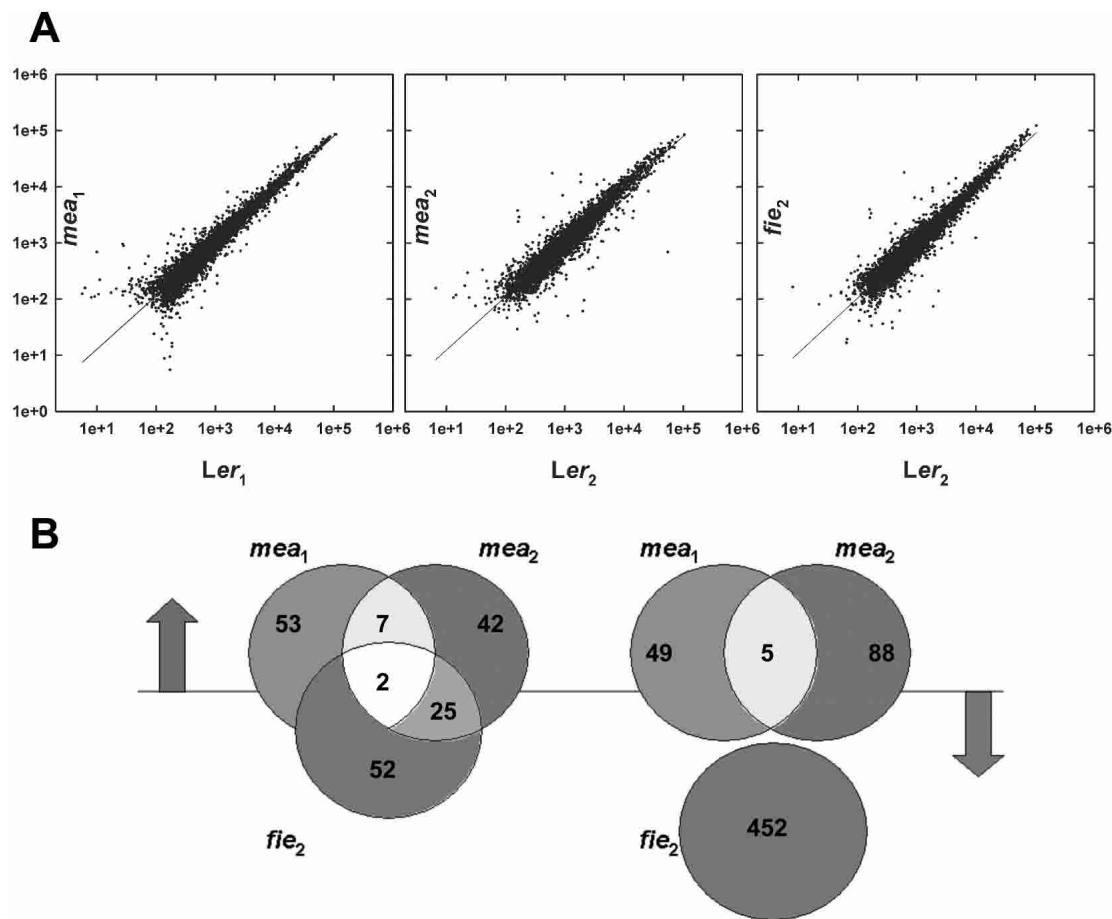 A
1e+6
1e+5
1e+4
1e+3
1e+2
1e+1
1e+0
mea₁
1e+1 1e+2 1e+3 1e+4 1e+5 1e+6
Ler₁
mea₂
1e+1 1e+2 1e+3 1e+4 1e+5 1e+6
Ler₂
fie₂
1e+1 1e+2 1e+3 1e+4 1e+5 1e+6
Ler₂
B
mea₁ mea₂ mea₁ mea₂
53 7 42 49 5 88
2
25
52
fie₂
452
fie₂